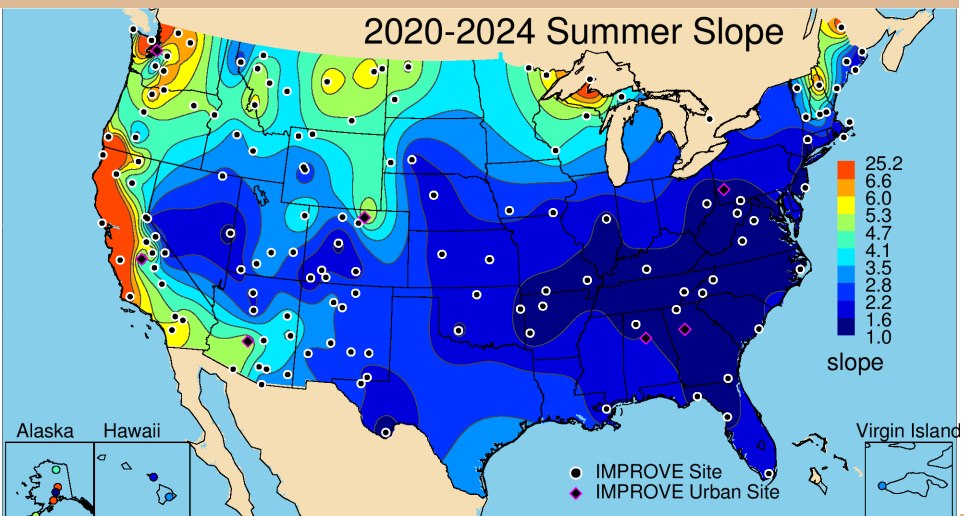 2020-2024 Summer Slope
25.2
6.6
6.0
5.3
4.7
4.1
3.5
2.8
2.2
1.6
1.0
slope
Alaska
Hawaii
Virgin Island
IMPROVE Site
IMPROVE Urban Site